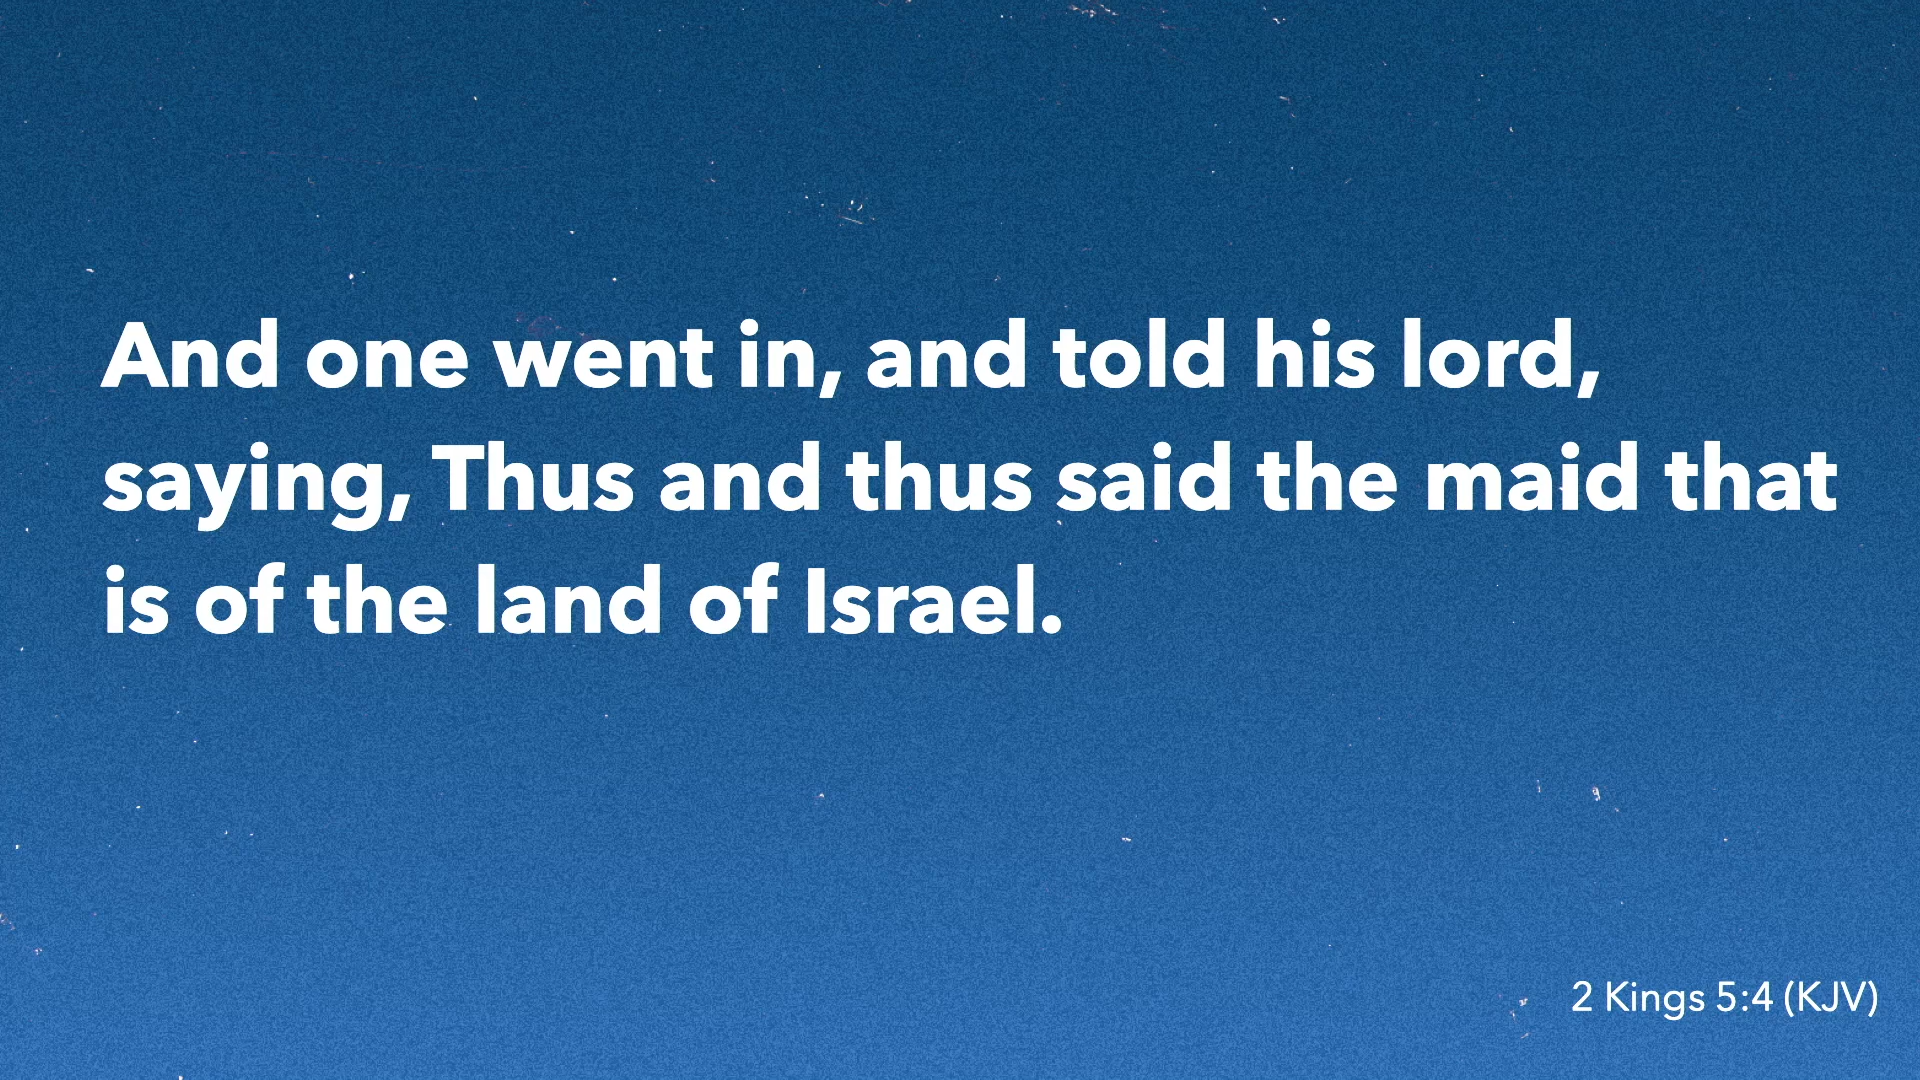 And one went in, and told his lord,
saying, Thus and thus said the maid that
is of the land of Israel.
2 Kings 5:4 (KJV)